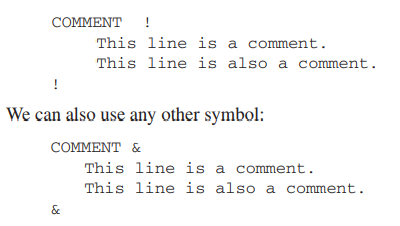 COMMENT !
This line is a comment.
This line is also a comment.
!
We can also use any other symbol:
COMMENT &
This line is a comment.
This line is also a comment.
&